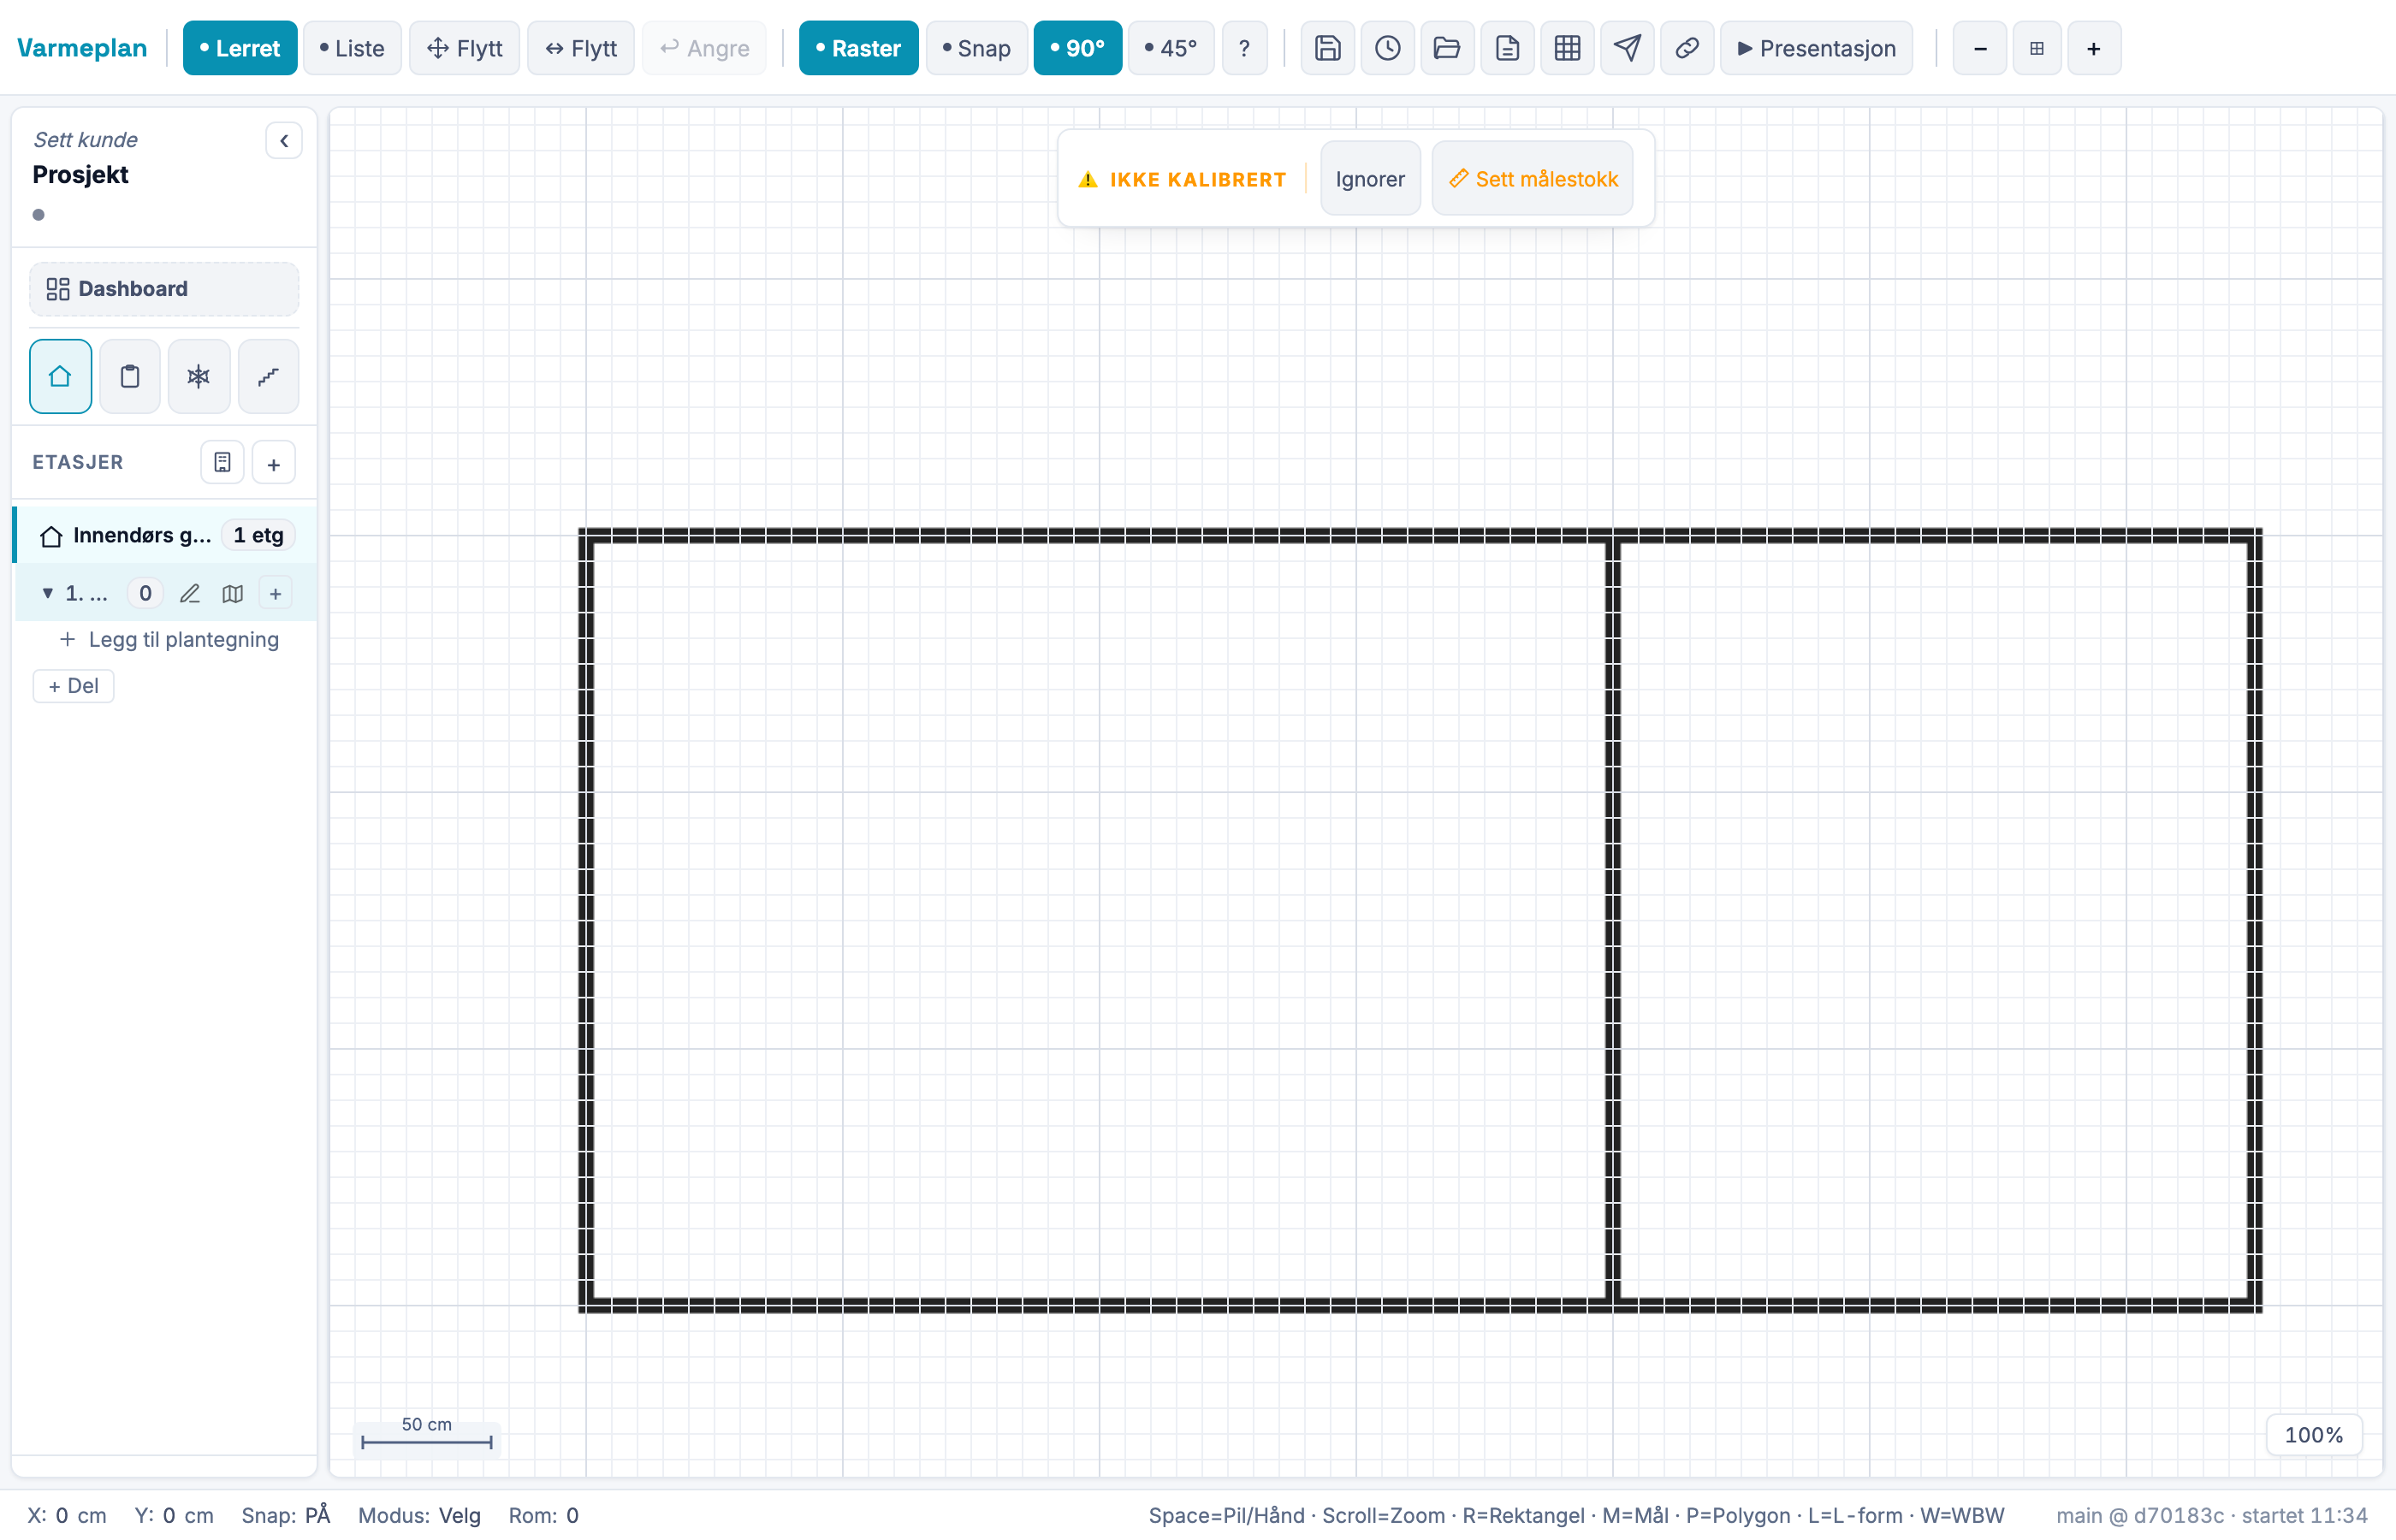 Varmeplan
Lerret
Liste
Flytt
Flytt
Angre
Raster
Snap
90°
45°
?
Presentasjon
Sett kunde
Prosjekt
IKKE KALIBRERT
Ignorer
Sett målestokk
Dashboard
ETASJER
+
Innendørs g... 1 etg
1. ... 0 +
+ Legg til plantegning
+ Del
50 cm
100%
X: 0 cm Y: 0 cm Snap: PÅ Modus: Velg Rom: 0
Space=Pil/Hånd · Scroll=Zoom · R=Rektangel · M=Mål · P=Polygon · L=L-form · W=WBW
main @ d70183c · startet 11:34